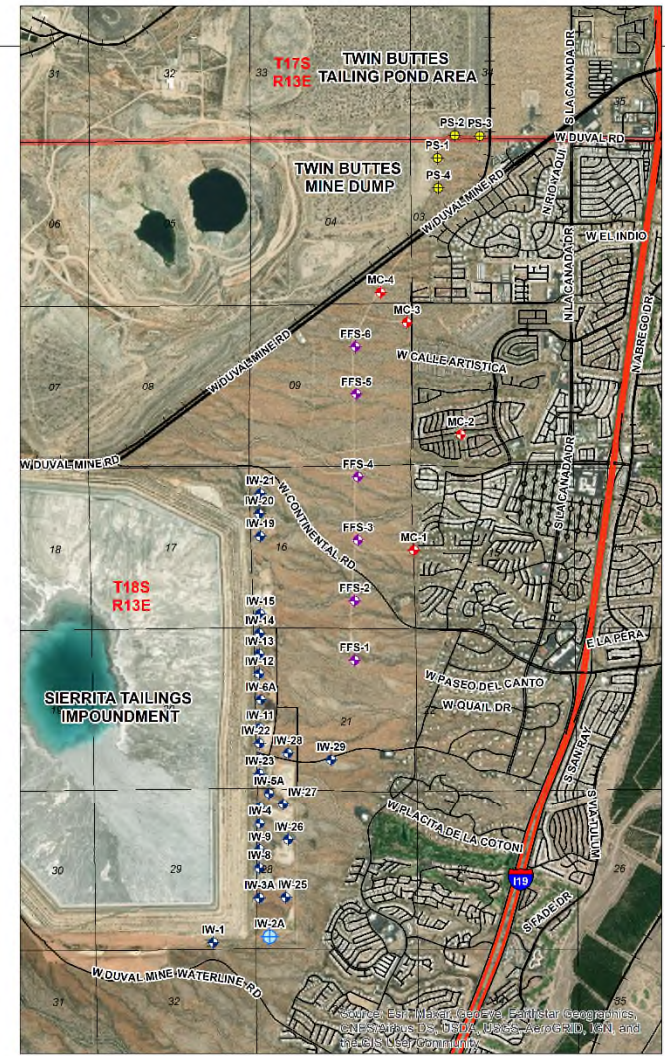 T17S
R13E
TWIN BUTTES
TAILING POND AREA
31
32
33
34
35
S LA CANADA DR
N RIO YAQUI
W DUVAL RD
PS-2
PS-3
PS-1
PS-4
TWIN BUTTES
MINE DUMP
06
05
04
03
W DUVAL MINE RD
W EL INDIO
N LA CANADA DR
N ABREGO DR
MC-4
MC-3
FFS-6
W DUVAL MINE RD
W CALLE ARTISTICA
07
08
09
FFS-5
MC-2
W DUVAL MINE RD
FFS-4
S LA CANADA DR
IW-21
IW-20
IW-19
W CONTINENTAL RD
18
17
16
FFS-3
MC-1
T18S
R13E
IW-15
FFS-2
IW-14
IW-13
IW-12
FFS-1
E LA PERA
W PASEO DEL CANTO
SIERRITA TAILINGS
IMPOUNDMENT
IW-6A
IW-11
IW-22
W QUAIL DR
21
22
IW-28
IW-29
S SAN RAY
IW-23
IW-5A
IW-27
IW-4
S VIA TULUM
W PLACITA DE LA COTONI
IW-9
IW-26
IW-8
30
29
28
26
IW-3A
IW-25
I19
S FADE DR
IW-1
IW-2A
W DUVAL MINE WATERLINE RD
31
32
35
Source: Esri, Maxar, GeoEye, Earthstar Geographics,
CNES/Airbus DS, USDA, USGS, AeroGRID, IGN, and
the GIS User Community